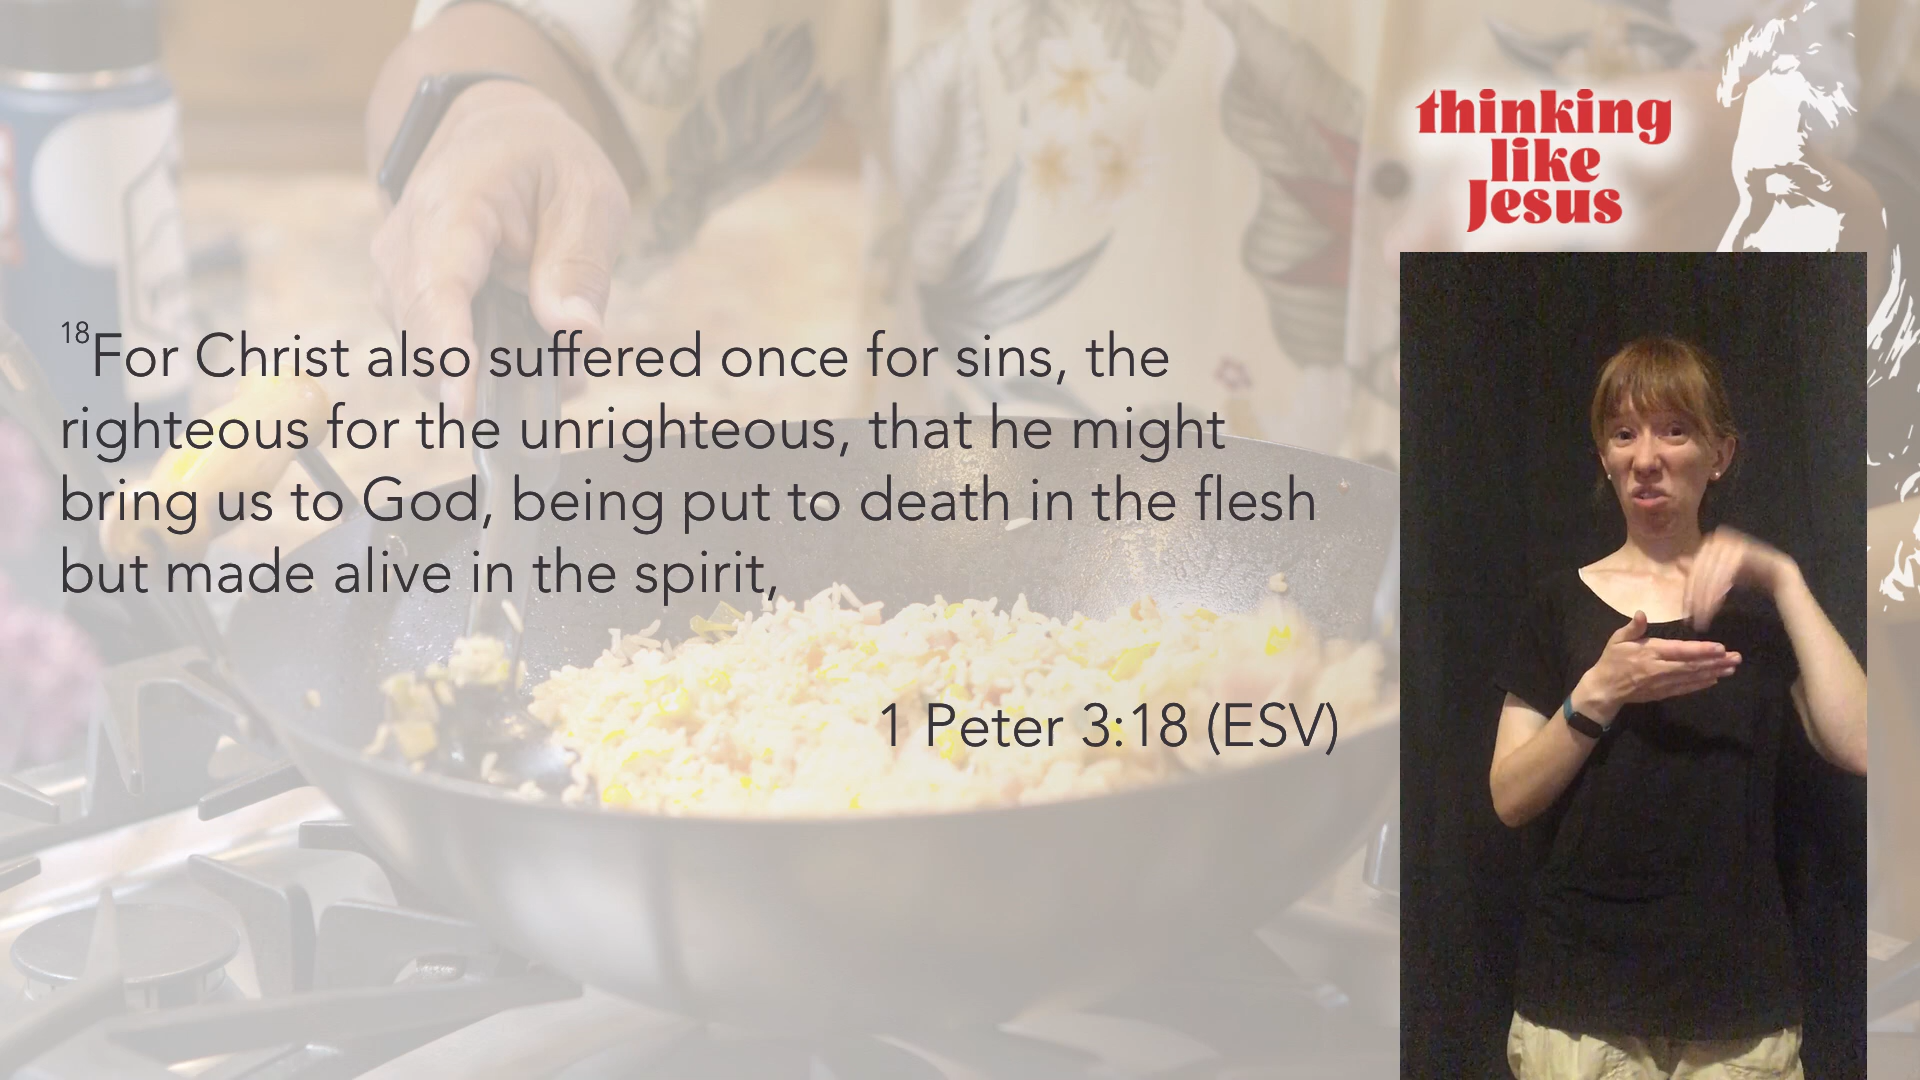 thinking
like
Jesus
18For Christ also suffered once for sins, the
righteous for the unrighteous, that he might
bring us to God, being put to death in the flesh
but made alive in the spirit,
1 Peter 3:18 (ESV)